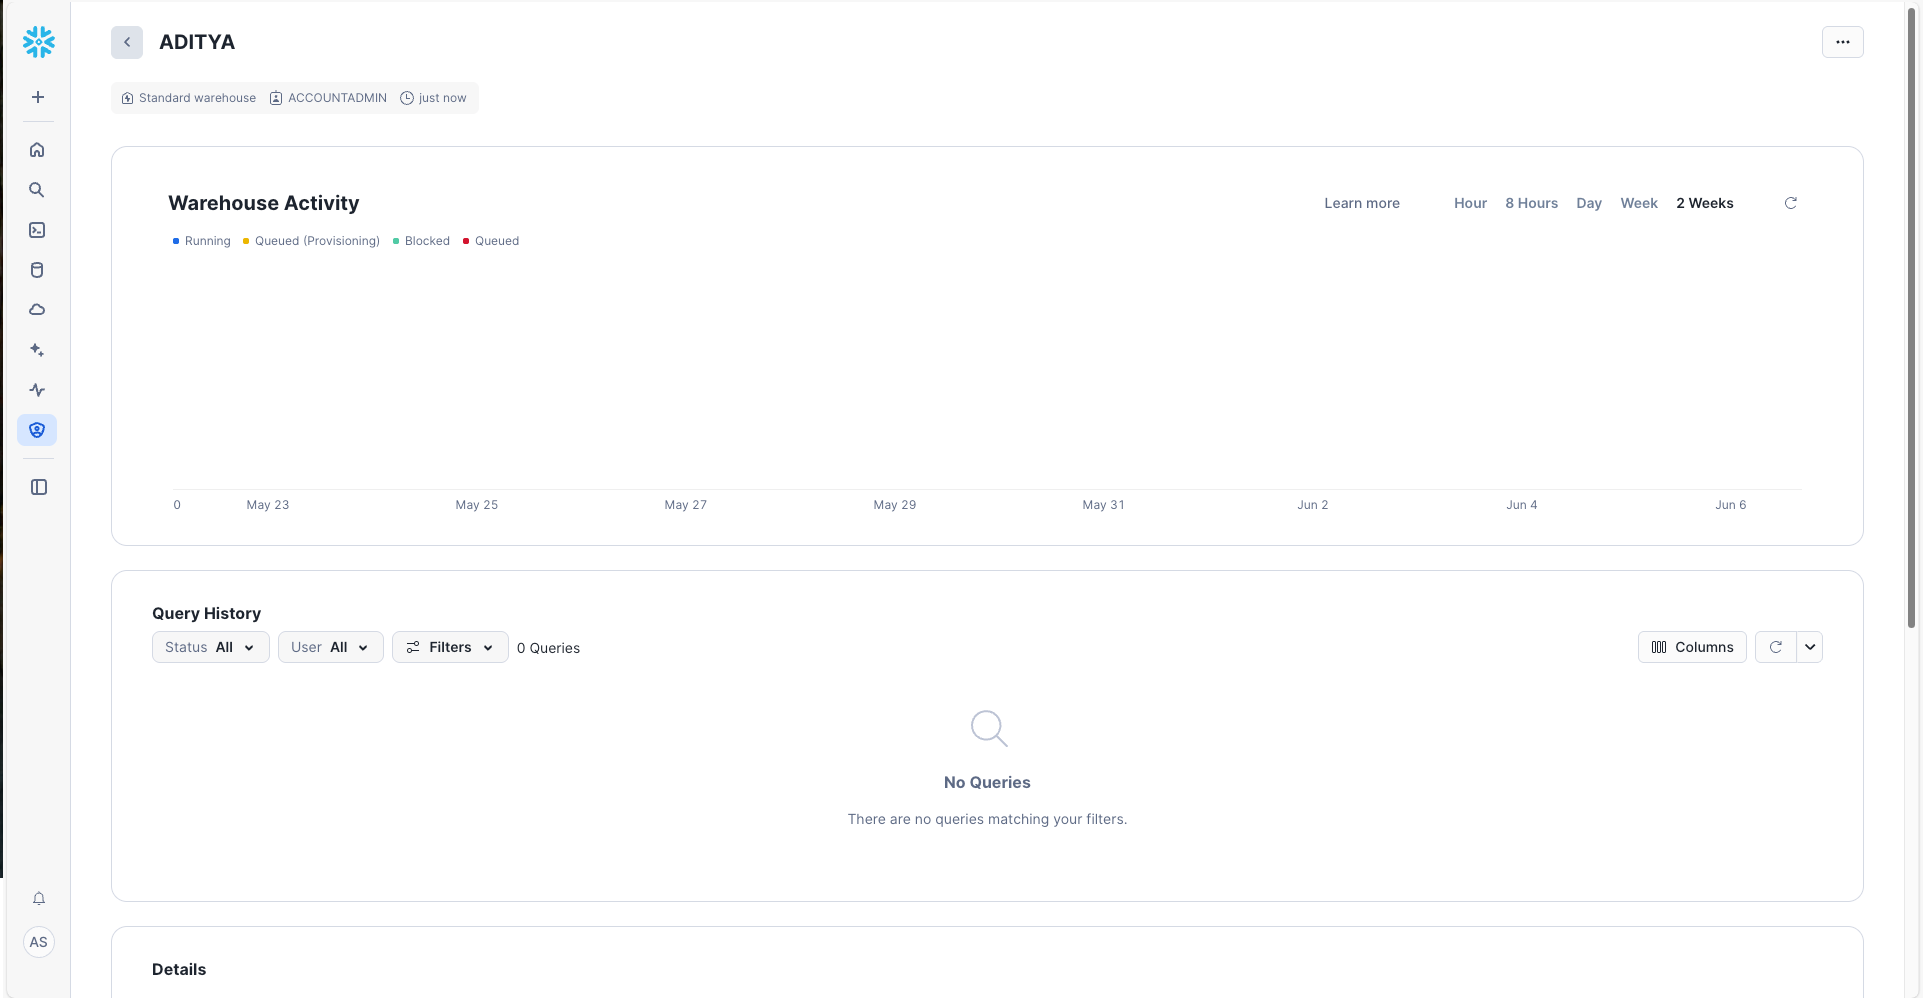 ADITYA
Standard warehouse ACCOUNTADMIN just now
Warehouse Activity
Learn more Hour 8 Hours Day Week 2 Weeks
Running Queued (Provisioning) Blocked Queued
0 May 23 May 25 May 27 May 29 May 31 Jun 2 Jun 4 Jun 6
Query History
Status All User All Filters 0 Queries Columns
No Queries
There are no queries matching your filters.
AS
Details